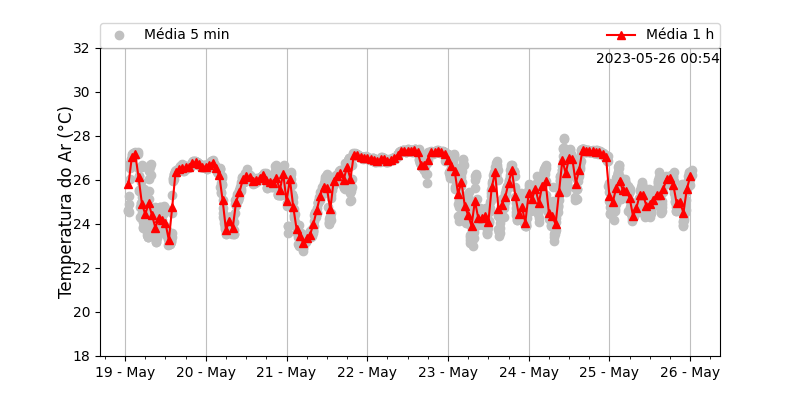 Média 5 min
Média 1 h
2023-05-26 00:54
Temperatura do Ar (°C)
32
30
28
26
24
22
20
18
19 - May
20 - May
21 - May
22 - May
23 - May
24 - May
25 - May
26 - May